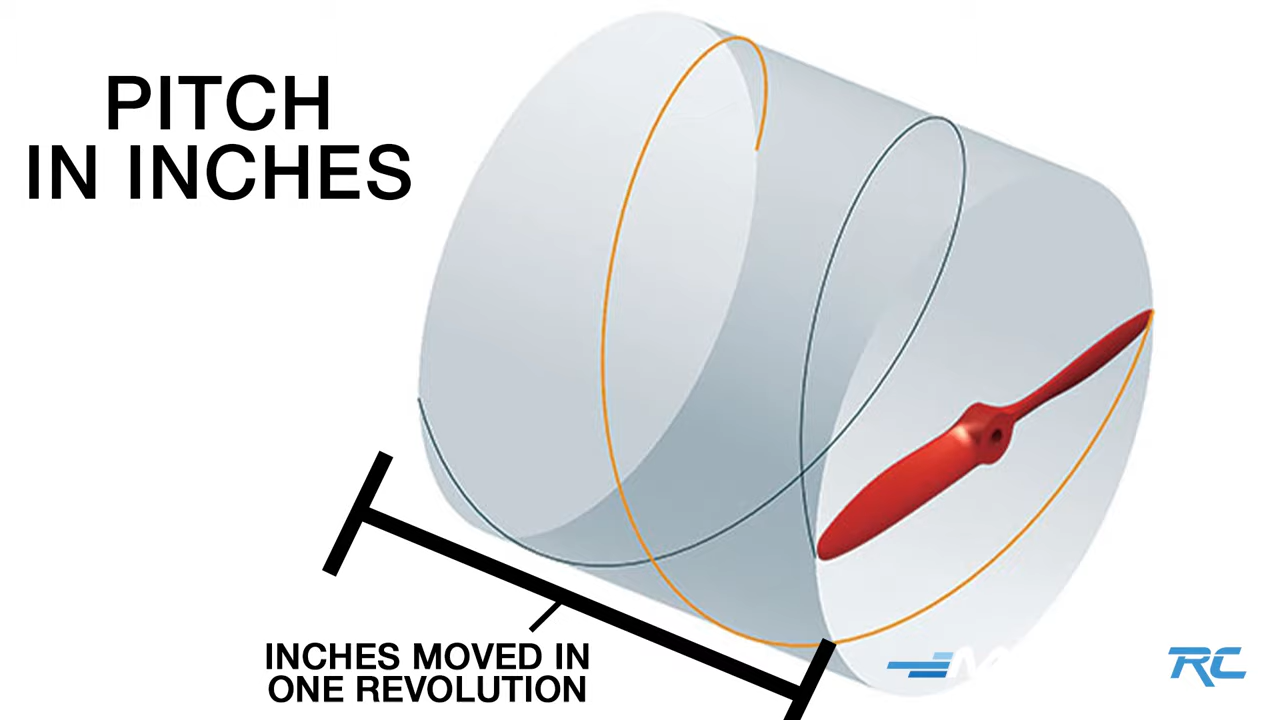 PITCH
IN INCHES
INCHES MOVED IN
ONE REVOLUTION
RC